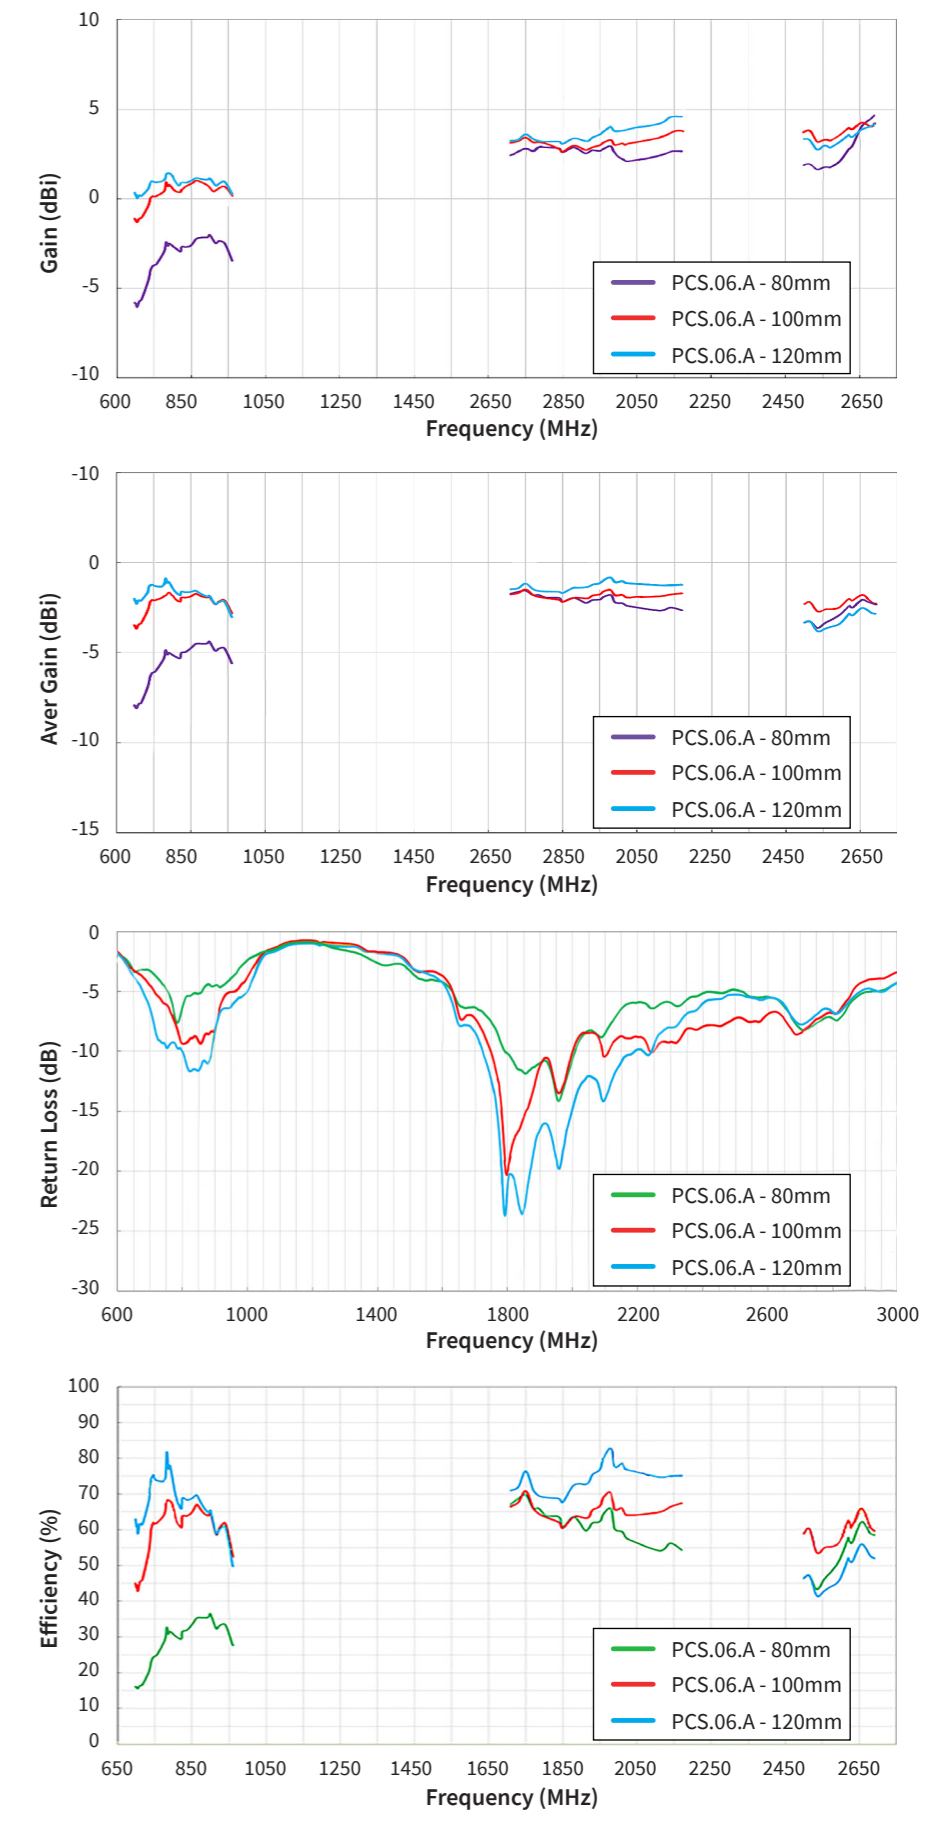 10
5
0
-5
-10
Gain (dBi)
PCS.06.A - 80mm
PCS.06.A - 100mm
PCS.06.A - 120mm
600 850 1050 1250 1450 2650 2850 2050 2250 2450 2650
Frequency (MHz)
-10
0
-5
-10
-15
Aver Gain (dBi)
PCS.06.A - 80mm
PCS.06.A - 100mm
PCS.06.A - 120mm
600 850 1050 1250 1450 2650 2850 2050 2250 2450 2650
Frequency (MHz)
0
-5
-10
-15
-20
-25
-30
Return Loss (dB)
PCS.06.A - 80mm
PCS.06.A - 100mm
PCS.06.A - 120mm
600 1000 1400 1800 2200 2600 3000
Frequency (MHz)
100
90
80
70
60
50
40
30
20
10
0
Efficiency (%)
PCS.06.A - 80mm
PCS.06.A - 100mm
PCS.06.A - 120mm
650 850 1050 1250 1450 1650 1850 2050 2250 2450 2650
Frequency (MHz)